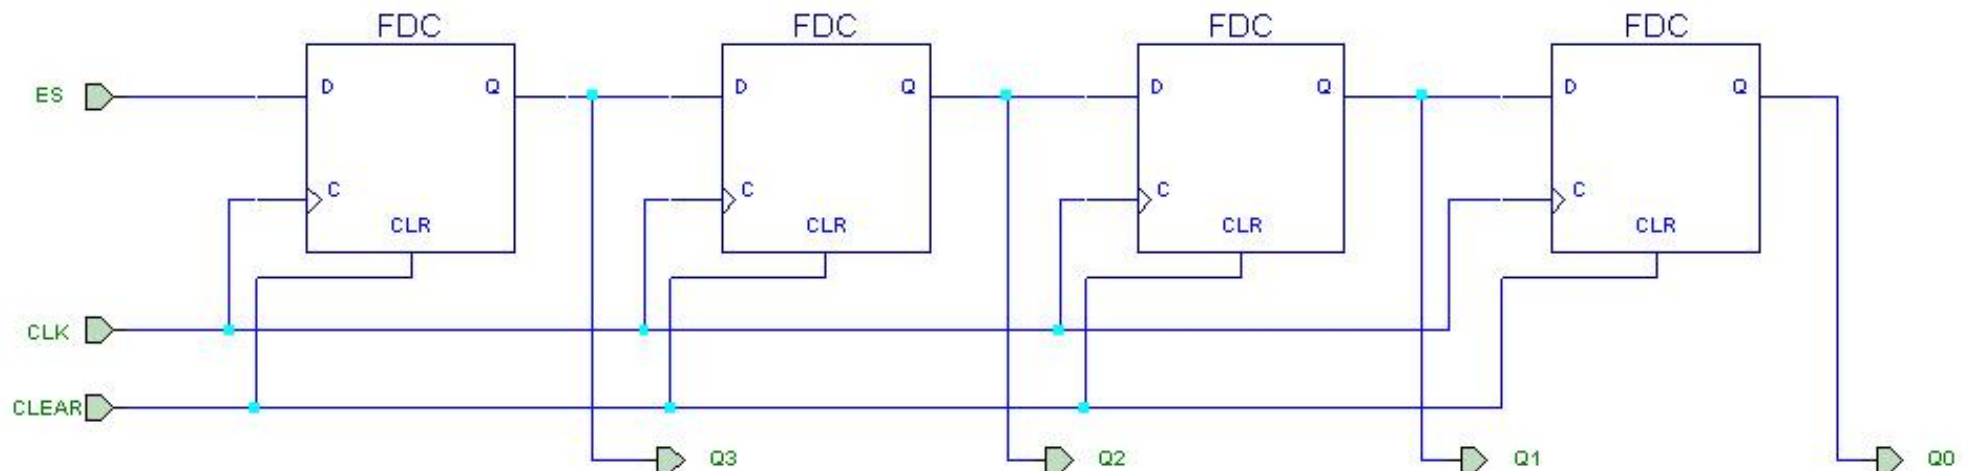 FDC FDC FDC FDC
ES D Q D Q D Q D Q
C C C C
CLR CLR CLR CLR
CLK
CLEAR
Q3 Q2 Q1 Q0